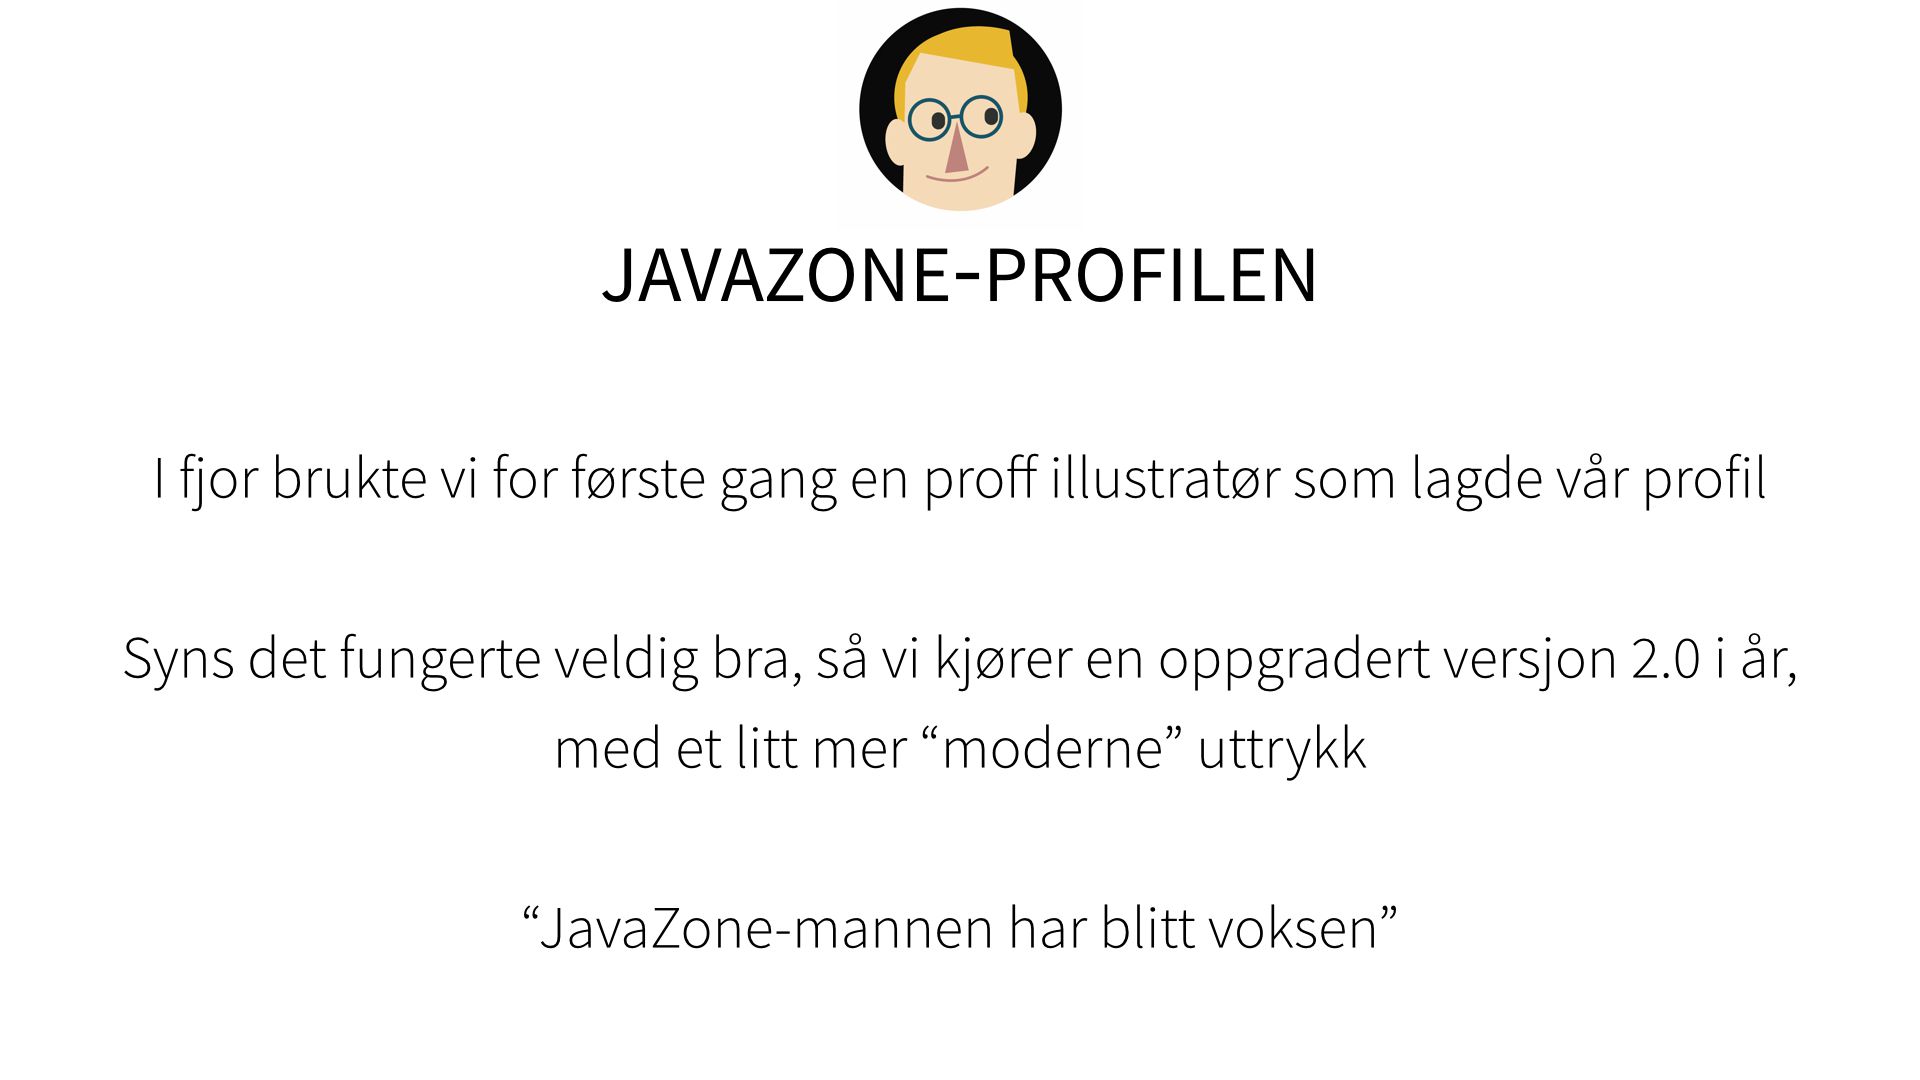 JAVAZONE-PROFILEN
I fjor brukte vi for første gang en proff illustratør som lagde vår profil
Syns det fungerte veldig bra, så vi kjører en oppgradert versjon 2.0 i år,
med et litt mer “moderne” uttrykk
“JavaZone-mannen har blitt voksen”